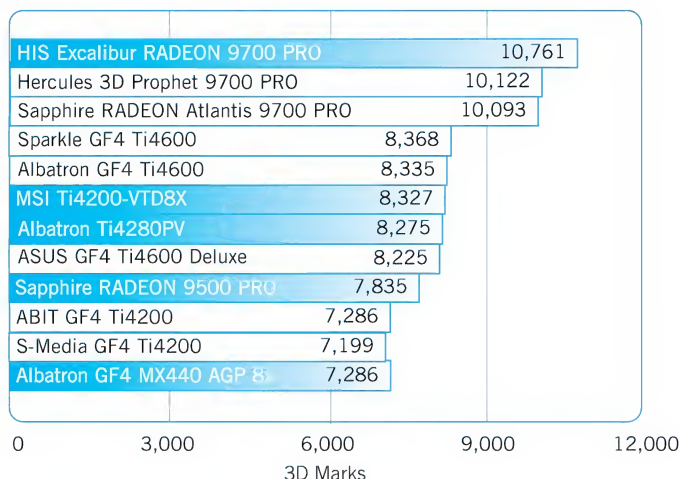 HIS Excalibur RADEON 9700 PRO 10,761
Hercules 3D Prophet 9700 PRO 10,122
Sapphire RADEON Atlantis 9700 PRO 10,093
Sparkle GF4 Ti4600 8,368
Albatron GF4 Ti4600 8,335
MSI Ti4200-VTD8X 8,327
Albatron Ti4280PV 8,275
ASUS GF4 Ti4600 Deluxe 8,225
Sapphire RADEON 9500 PRO 7,835
ABIT GF4 Ti4200 7,286
S-Media GF4 Ti4200 7,199
Albatron GF4 MX440 AGP 8 7,286
0 3,000 6,000 9,000 12,000
3D Marks